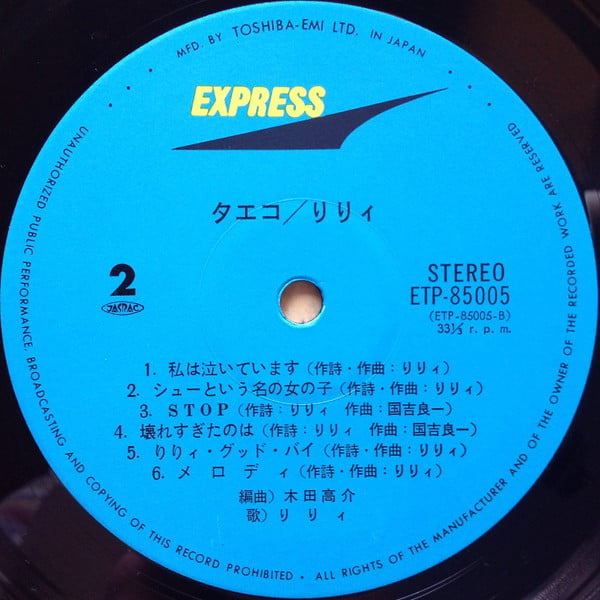 MFD. BY TOSHIBA-EMI LTD. IN JAPAN
EXPRESS
タエコ／りりィ
2
JASRAC
STEREO
ETP-85005
(ETP-85005-B)
33⅓ r. p. m.
1. 私は泣いています (作詩・作曲：りりィ)
2. シューという名の女の子 (作詩・作曲：りりィ)
3. STOP (作詩：りりィ 作曲：国吉良一)
4. 壊れすぎたのは (作詩：りりィ 作曲：国吉良一)
5. りりィ・グッド・バイ (作詩・作曲：りりィ)
6. メロディ (作詩・作曲：りりィ)
編曲) 木田高介
歌) りりィ
UNAUTHORIZED PUBLIC PERFORMANCE, BROADCASTING AND COPYING OF THIS RECORD PROHIBITED • ALL RIGHTS OF THE MANUFACTURER AND OF THE OWNER OF THE RECORDED WORK ARE RESERVED